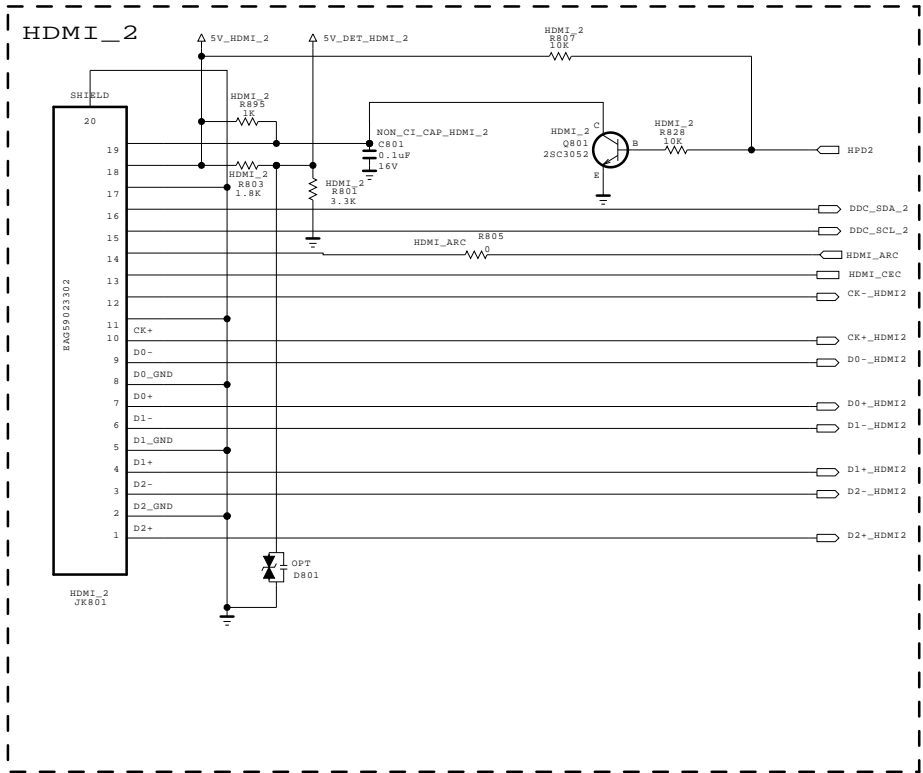 HDMI_2
5V_HDMI_2
5V_DET_HDMI_2
HDMI_2
R807
10K
SHIELD
20
HDMI_2
R895
1K
NON_CI_CAP_HDMI_2
C801
0.1uF
16V
HDMI_2
Q801
2SC3052
C
B
E
HDMI_2
R828
10K
HPD2
19
18
HDMI_2
R803
1.8K
HDMI_2
R801
3.3K
17
16
DDC_SDA_2
15
DDC_SCL_2
14
HDMI_ARC
R805
0
HDMI_ARC
13
HDMI_CEC
12
CK-_HDMI2
EAG59023302
11
CK+
10
CK+_HDMI2
D0-
9
D0-_HDMI2
D0_GND
8
D0+
7
D0+_HDMI2
D1-
6
D1-_HDMI2
D1_GND
5
D1+
4
D1+_HDMI2
D2-
3
D2-_HDMI2
D2_GND
2
D2+
1
D2+_HDMI2
OPT
D801
HDMI_2
JK801